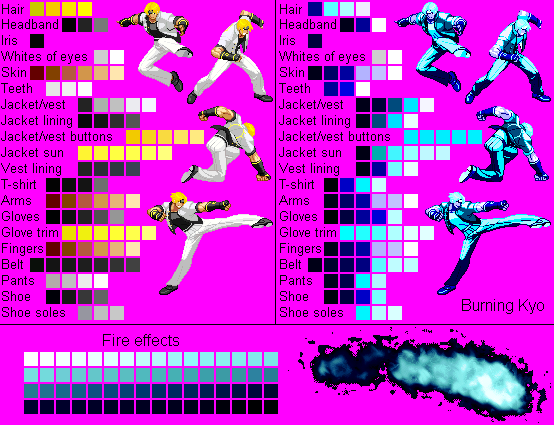 Hair
Headband
Iris
Whites of eyes
Skin
Teeth
Jacket/vest
Jacket lining
Jacket/vest buttons
Jacket sun
Vest lining
T-shirt
Arms
Gloves
Glove trim
Fingers
Belt
Pants
Shoe
Shoe soles
Hair
Headband
Iris
Whites of eyes
Skin
Teeth
Jacket/vest
Jacket lining
Jacket/vest buttons
Jacket sun
Vest lining
T-shirt
Arms
Gloves
Glove trim
Fingers
Belt
Pants
Shoe
Shoe soles
Burning Kyo
Fire effects